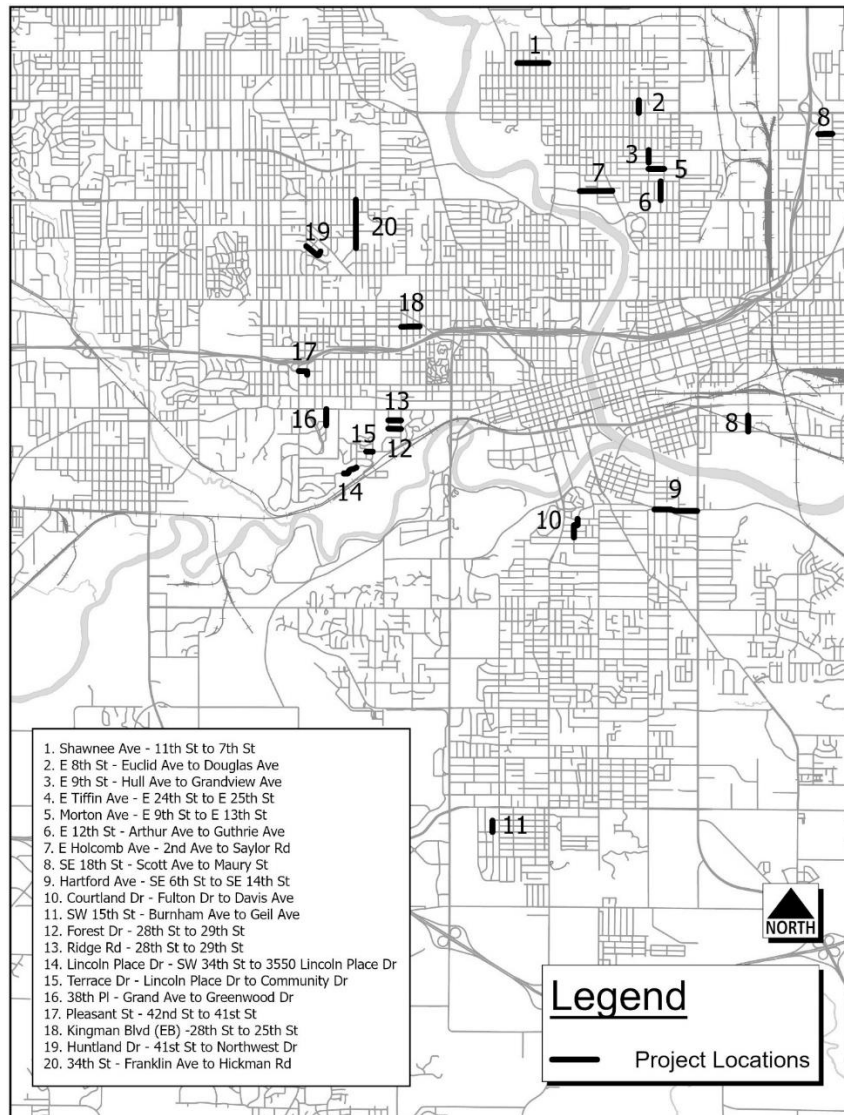 1
2
8
3
5
7
6
20
19
18
17
13
16
12
15
14
8
9
10
11
1. Shawnee Ave - 11th St to 7th St
2. E 8th St - Euclid Ave to Douglas Ave
3. E 9th St - Hull Ave to Grandview Ave
4. E Tiffin Ave - E 24th St to E 25th St
5. Morton Ave - E 9th St to E 13th St
6. E 12th St - Arthur Ave to Guthrie Ave
7. E Holcomb Ave - 2nd Ave to Saylor Rd
8. SE 18th St - Scott Ave to Maury St
9. Hartford Ave - SE 6th St to SE 14th St
10. Courtland Dr - Fulton Dr to Davis Ave
11. SW 15th St - Burnham Ave to Geil Ave
12. Forest Dr - 28th St to 29th St
13. Ridge Rd - 28th St to 29th St
14. Lincoln Place Dr - SW 34th St to 3550 Lincoln Place Dr
15. Terrace Dr - Lincoln Place Dr to Community Dr
16. 38th Pl - Grand Ave to Greenwood Dr
17. Pleasant St - 42nd St to 41st St
18. Kingman Blvd (EB) -28th St to 25th St
19. Huntland Dr - 41st St to Northwest Dr
20. 34th St - Franklin Ave to Hickman Rd
NORTH
Legend
Project Locations